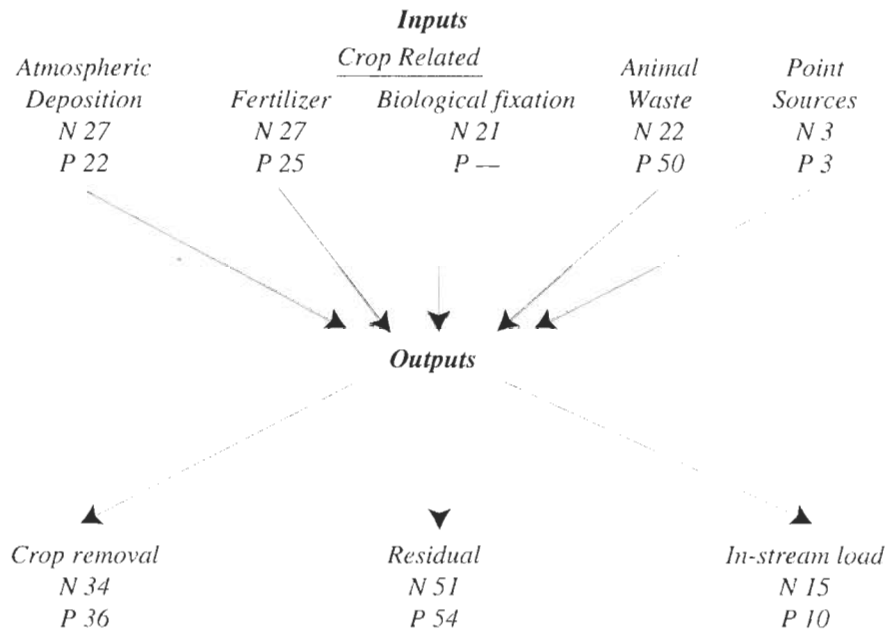 Inputs
Crop Related
Atmospheric
Deposition
N 27
P 22
Fertilizer
N 27
P 25
Biological fixation
N 21
P —
Animal
Waste
N 22
P 50
Point
Sources
N 3
P 3
Outputs
Crop removal
N 34
P 36
Residual
N 51
P 54
In-stream load
N 15
P 10